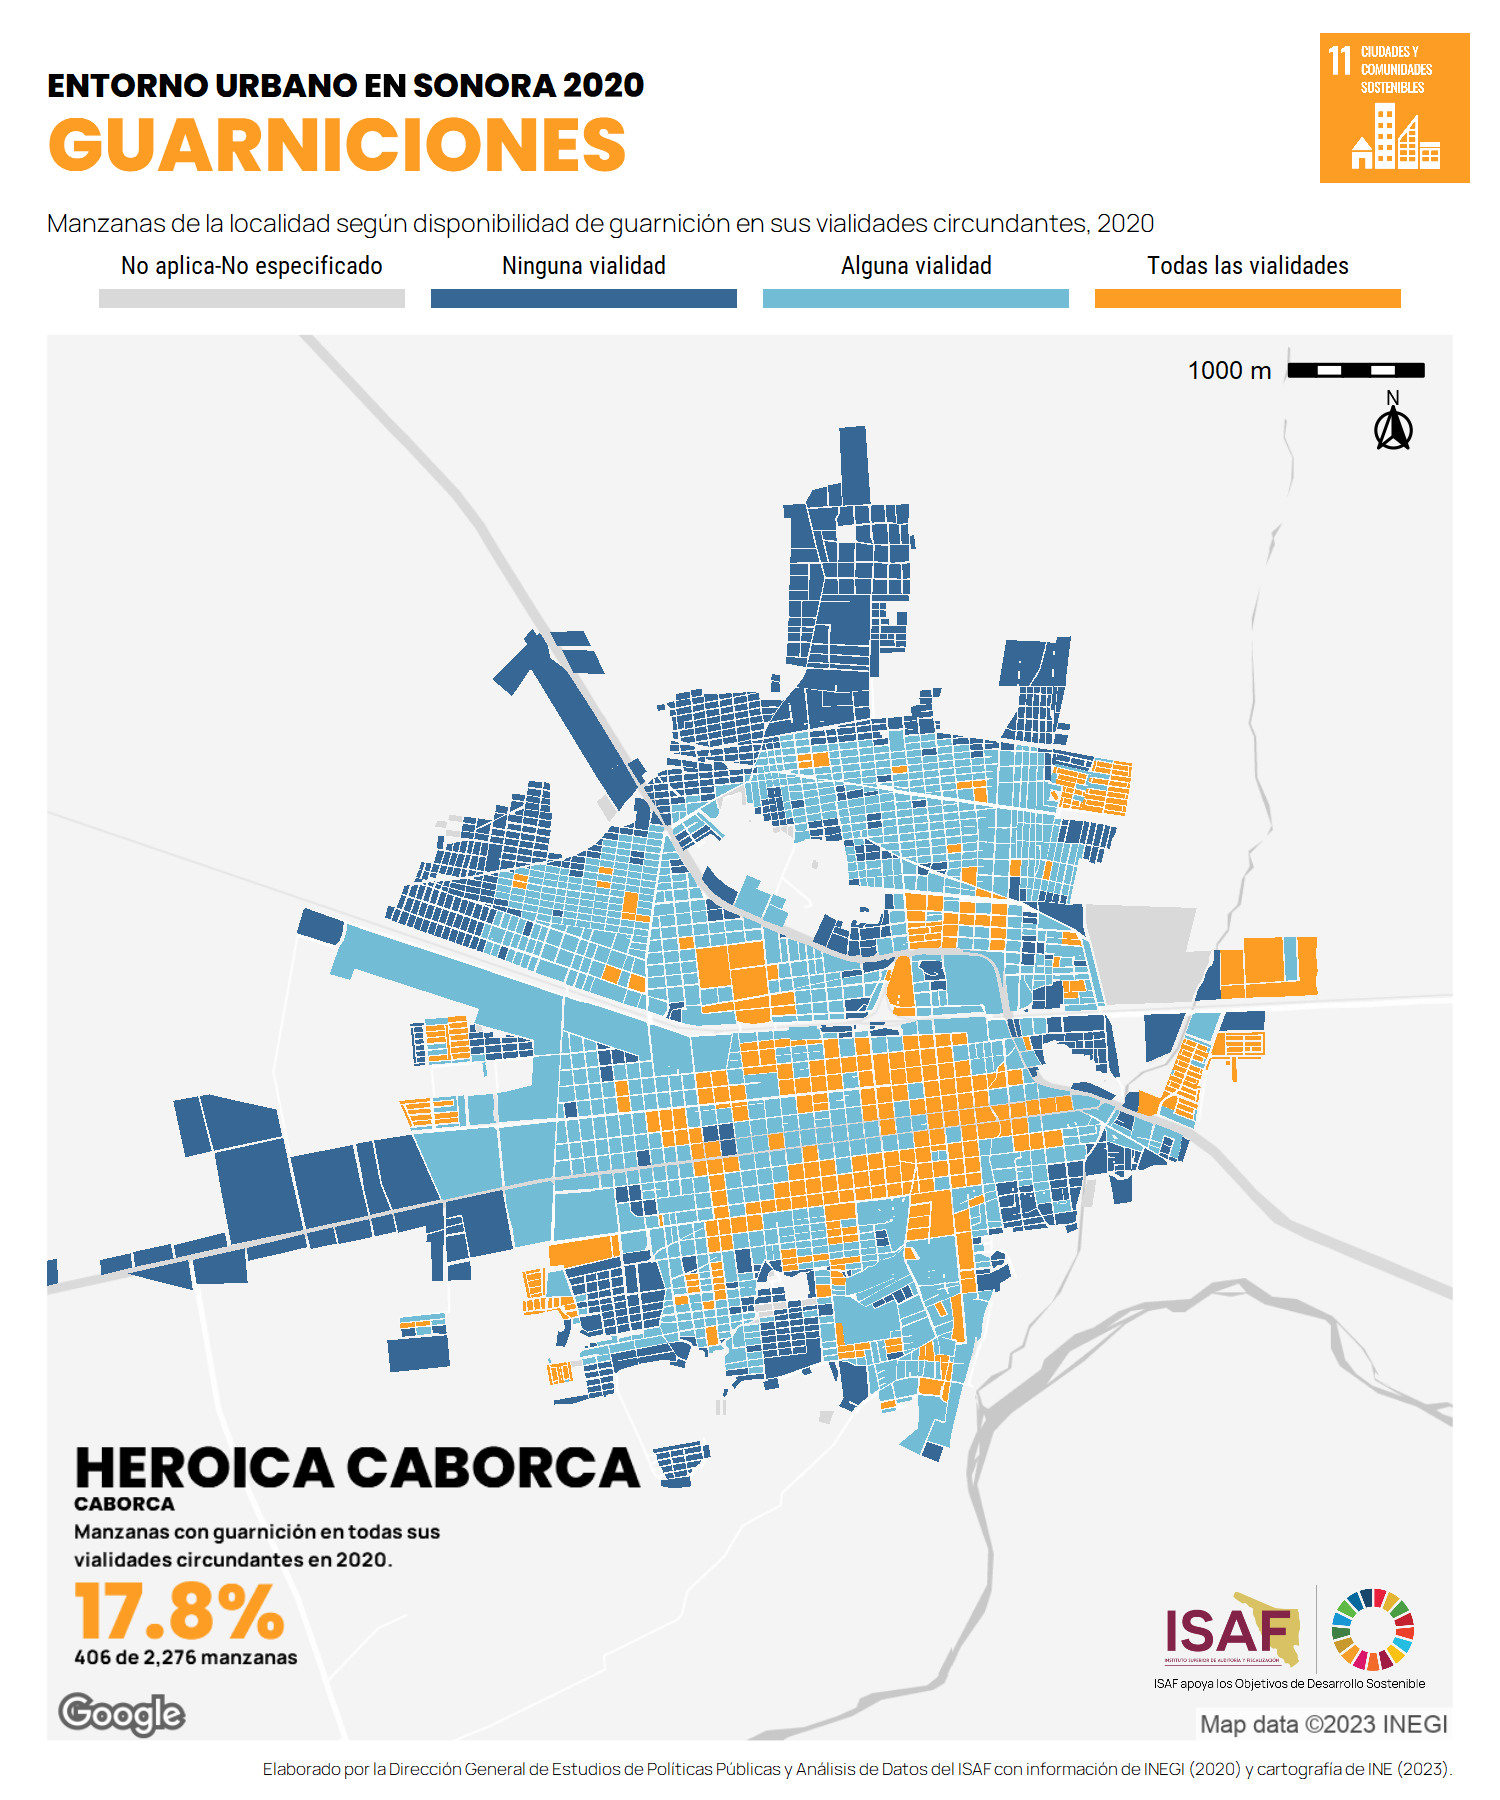 ENTORNO URBANO EN SONORA 2020
GUARNICIONES
11 CIUDADES Y
COMUNIDADES
SOSTENIBLES
Manzanas de la localidad según disponibilidad de guarnición en sus vialidades circundantes, 2020
No aplica-No especificado
Ninguna vialidad
Alguna vialidad
Todas las vialidades
1000 m
N
HEROICA CABORCA
CABORCA
Manzanas con guarnición en todas sus
vialidades circundantes en 2020.
17.8%
406 de 2,276 manzanas
ISAF
INSTITUTO SUPERIOR DE AUDITORÍA Y FISCALIZACIÓN
ISAF apoya los Objetivos de Desarrollo Sostenible
Google
Map data ©2023 INEGI
Elaborado por la Dirección General de Estudios de Políticas Públicas y Análisis de Datos del ISAF con información de INEGI (2020) y cartografía de INE (2023).